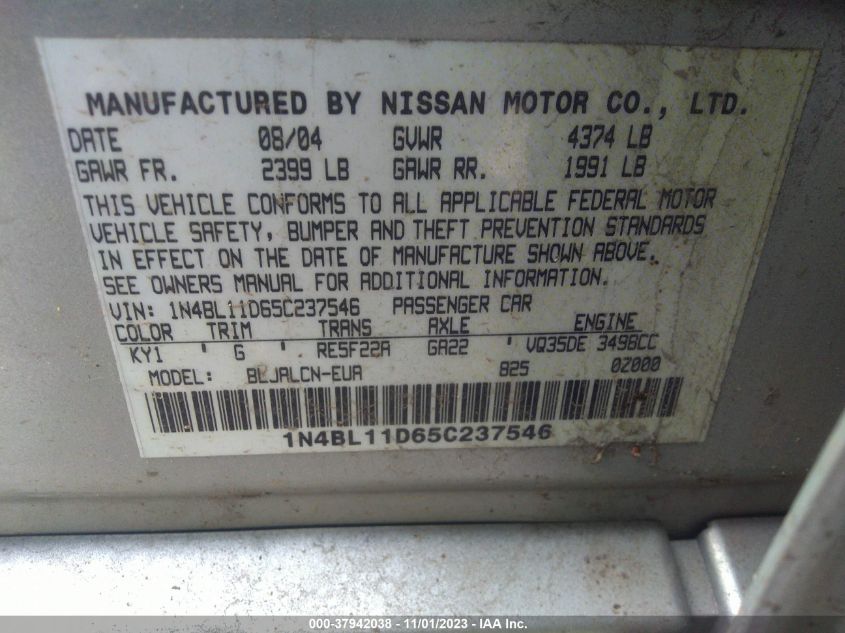 MANUFACTURED BY NISSAN MOTOR CO., LTD.
DATE 08/04 GVWR 4374 LB
GAWR FR. 2399 LB GAWR RR. 1991 LB
THIS VEHICLE CONFORMS TO ALL APPLICABLE FEDERAL MOTOR
VEHICLE SAFETY, BUMPER AND THEFT PREVENTION STANDARDS
IN EFFECT ON THE DATE OF MANUFACTURE SHOWN ABOVE.
SEE OWNERS MANUAL FOR ADDITIONAL INFORMATION.
VIN: 1N4BL11D65C237546 PASSENGER CAR
COLOR TRIM TRANS AXLE ENGINE
KY1 ' G ' RE5F22A GA22 ' VQ35DE 3498CC
MODEL: BLJALCN-EUA 825 0Z000
1N4BL11D65C237546
000-37942038 - 11/01/2023 - IAA Inc.